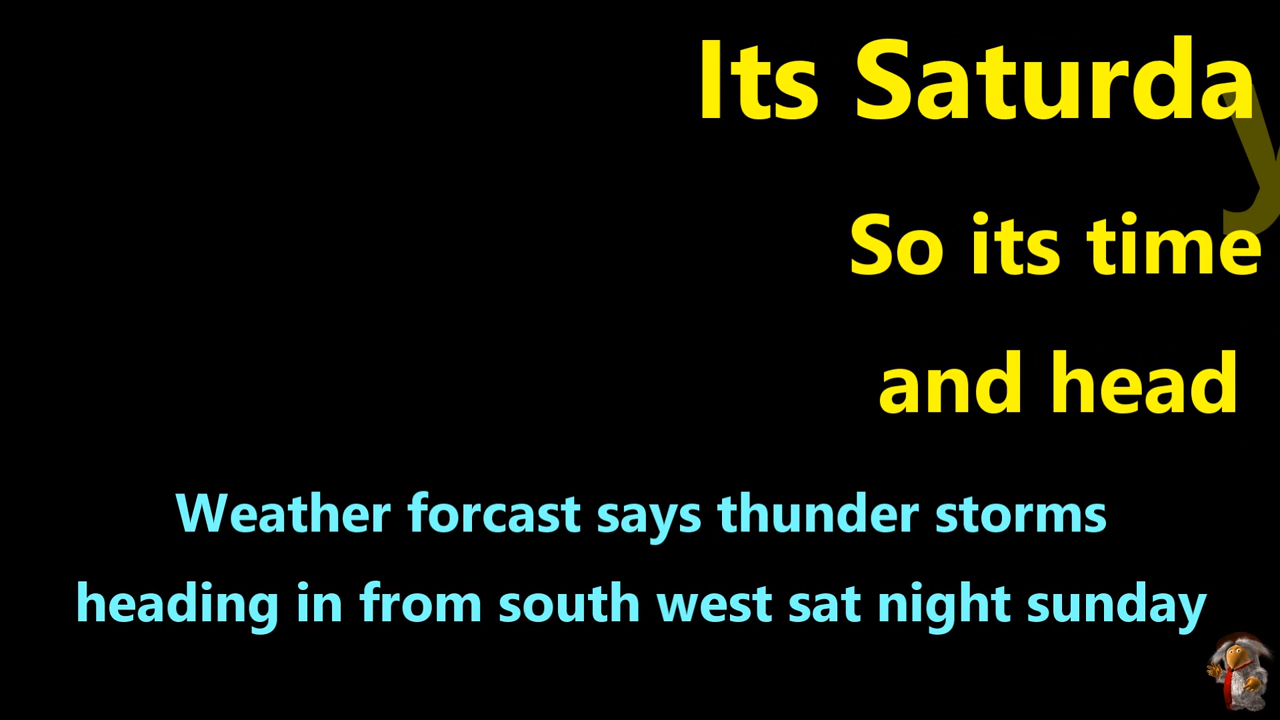 Its Saturday
So its time
and head
Weather forcast says thunder storms
heading in from south west sat night sunday